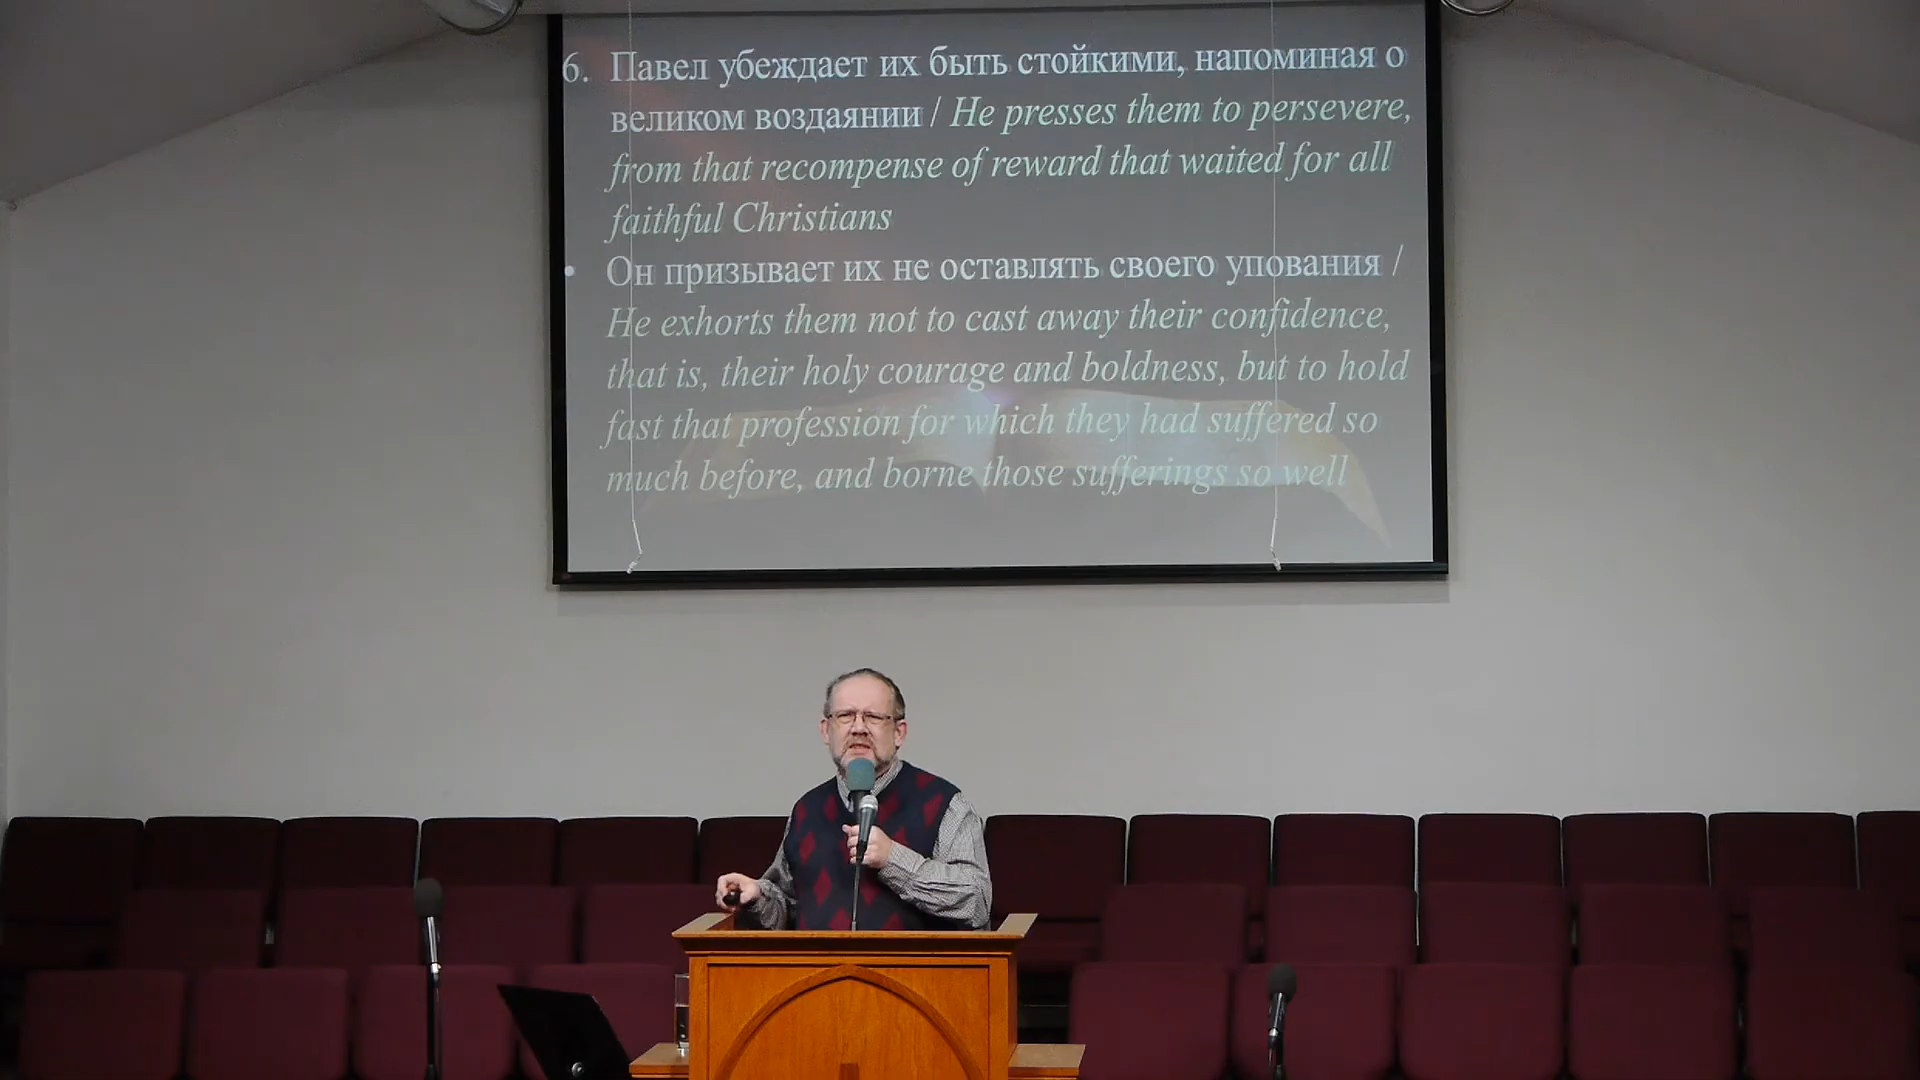 6. Павел убеждает их быть стойкими, напоминая о
великом воздаянии / He presses them to persevere,
from that recompense of reward that waited for all
faithful Christians
• Он призывает их не оставлять своего упования /
He exhorts them not to cast away their confidence,
that is, their holy courage and boldness, but to hold
fast that profession for which they had suffered so
much before, and borne those sufferings so well